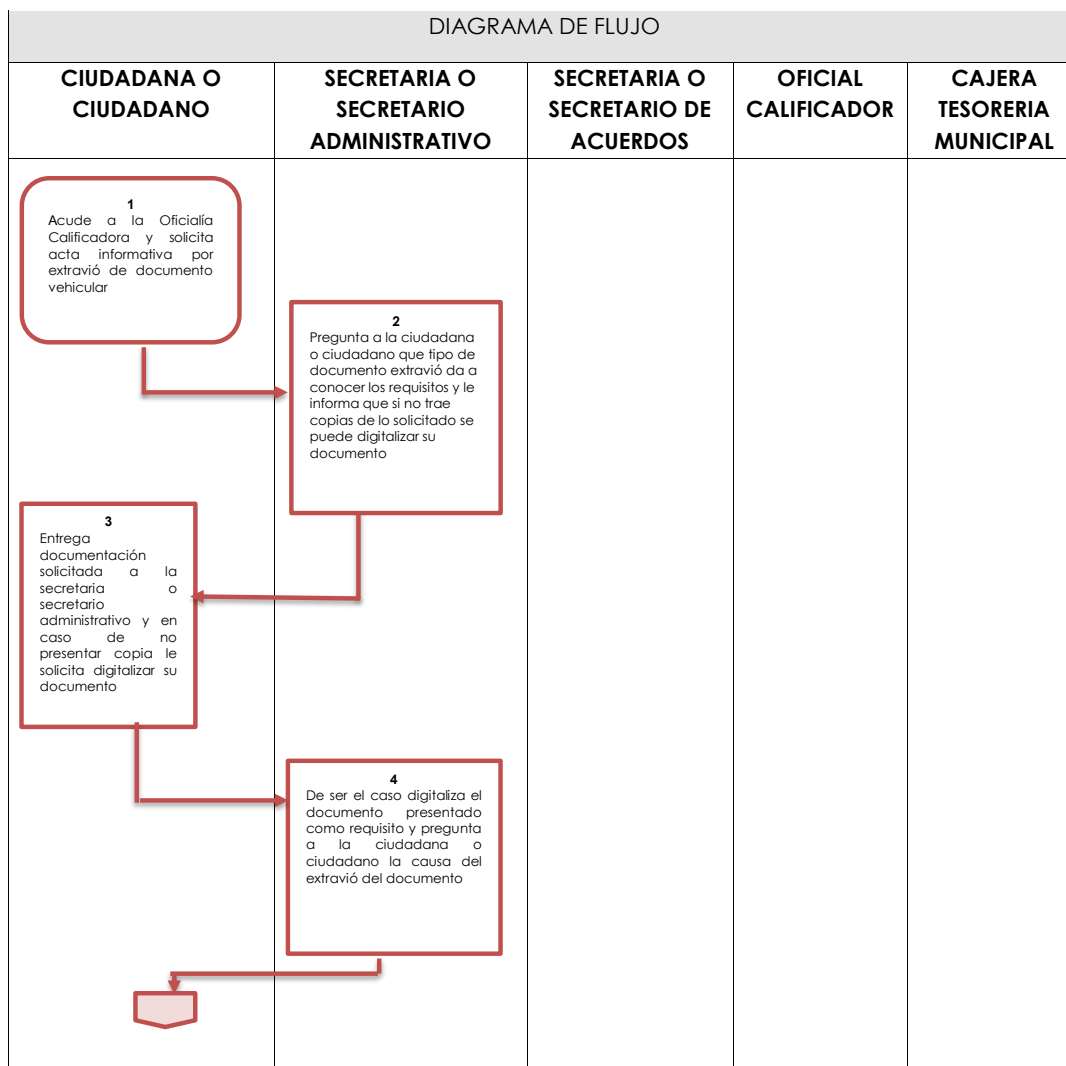 DIAGRAMA DE FLUJO
CIUDADANA O
CIUDADANO
SECRETARIA O
SECRETARIO
ADMINISTRATIVO
SECRETARIA O
SECRETARIO DE
ACUERDOS
OFICIAL
CALIFICADOR
CAJERA
TESORERIA
MUNICIPAL
1
Acude a la Oficialía
Calificadora y solicita
acta informativa por
extravió de documento
vehicular
2
Pregunta a la ciudadana
o ciudadano que tipo de
documento extravió da a
conocer los requisitos y le
informa que si no trae
copias de lo solicitado se
puede digitalizar su
documento
3
Entrega
documentación
solicitada a la
secretaria o
secretario
administrativo y en
caso de no
presentar copia le
solicita digitalizar su
documento
4
De ser el caso digitaliza el
documento presentado
como requisito y pregunta
a la ciudadana o
ciudadano la causa del
extravió del documento